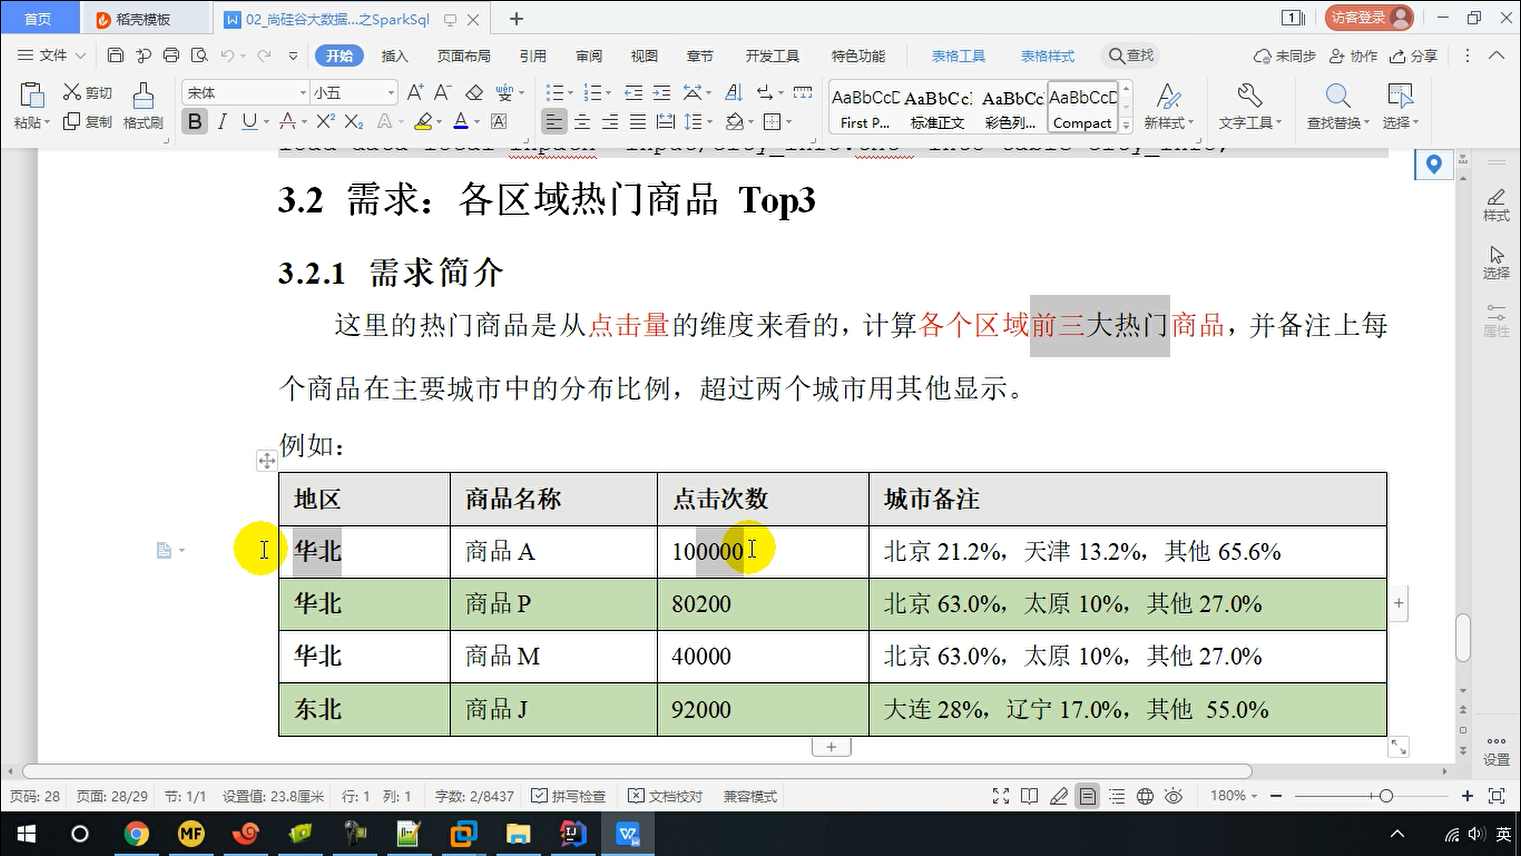 首页
稻壳模板
02_尚硅谷大数据...之SparkSql
访客登录
文件
开始
插入
页面布局
引用
审阅
视图
章节
开发工具
特色功能
表格工具
表格样式
查找
未同步
协作
分享
粘贴
剪切
复制
格式刷
宋体
小五
AaBbCcD
First P...
AaBbCcI
标准正文
AaBbCc
彩色列...
AaBbCcD
Compact
新样式
文字工具
查找替换
选择
3.2 需求：各区域热门商品 Top3
3.2.1 需求简介
这里的热门商品是从点击量的维度来看的，计算各个区域前三大热门商品，并备注上每
个商品在主要城市中的分布比例，超过两个城市用其他显示。
例如：
地区 商品名称 点击次数 城市备注
华北 商品 A 100000 北京 21.2%，天津 13.2%，其他 65.6%
华北 商品 P 80200 北京 63.0%，太原 10%，其他 27.0%
华北 商品 M 40000 北京 63.0%，太原 10%，其他 27.0%
东北 商品 J 92000 大连 28%，辽宁 17.0%，其他 55.0%
样式
选择
属性
设置
页码: 28
页面: 28/29
节: 1/1
设置值: 23.8厘米
行: 1
列: 1
字数: 2/8437
拼写检查
文档校对
兼容模式
180%
英